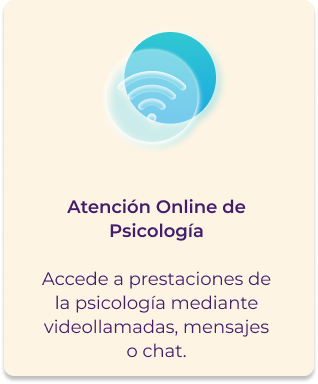 Atención Online de
Psicología
Accede a prestaciones de
la psicología mediante
videollamadas, mensajes
o chat.